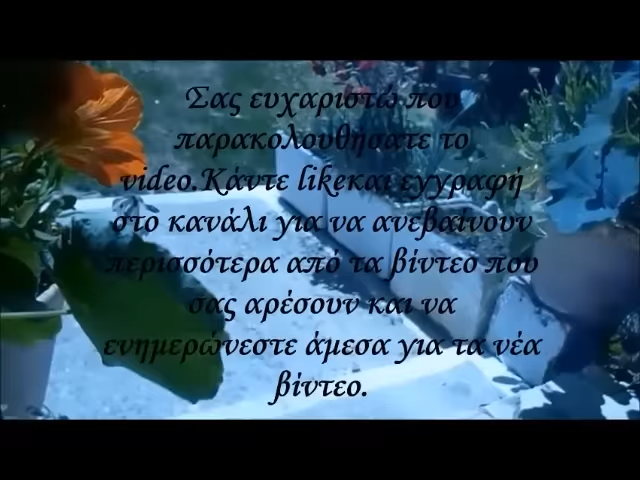 Σας ευχαριστώ που
παρακολουθήσατε το
video.Κάντε likeκαι εγγραφή
στο κανάλι για να ανεβαίνουν
περισσότερα από τα βίντεο που
σας αρέσουν και να
ενημερώνεστε άμεσα για τα νέα
βίντεο.